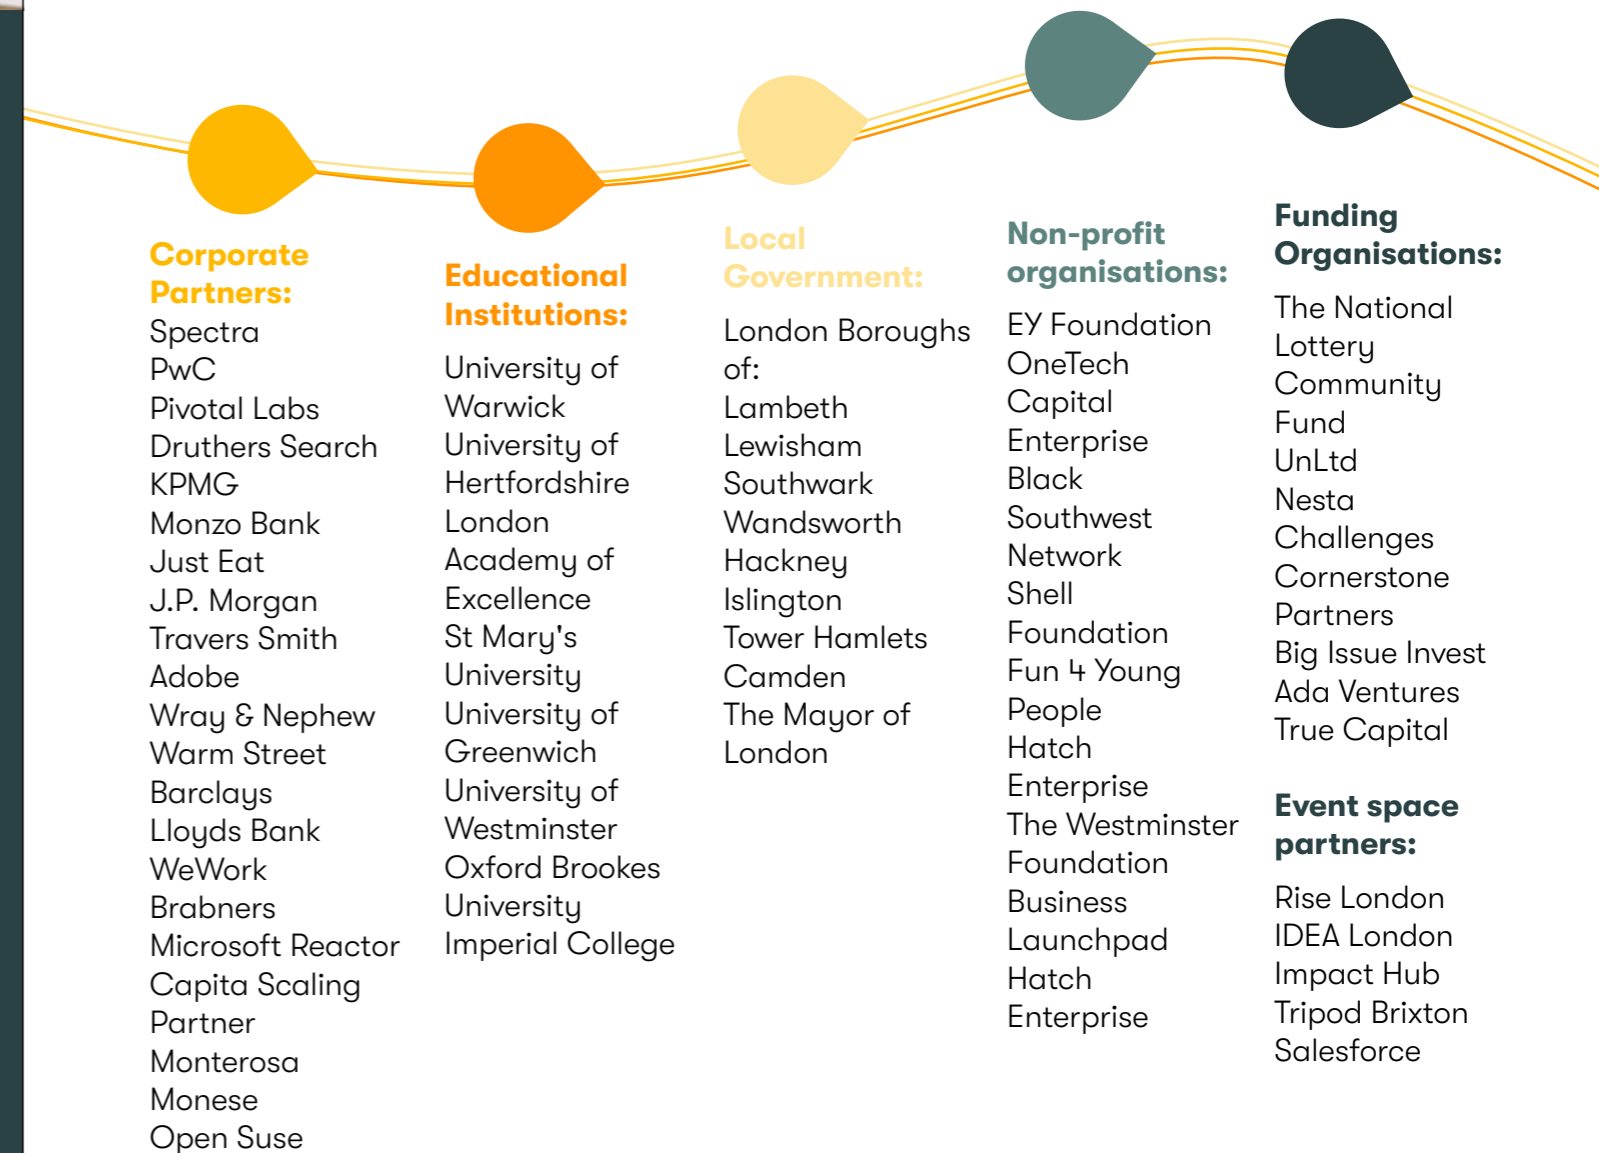 Corporate
Partners:
Spectra
PwC
Pivotal Labs
Druthers Search
KPMG
Monzo Bank
Just Eat
J.P. Morgan
Travers Smith
Adobe
Wray & Nephew
Warm Street
Barclays
Lloyds Bank
WeWork
Brabners
Microsoft Reactor
Capita Scaling
Partner
Monterosa
Monese
Open Suse
Educational
Institutions:
University of
Warwick
University of
Hertfordshire
London
Academy of
Excellence
St Mary's
University
University of
Greenwich
University of
Westminster
Oxford Brookes
University
Imperial College
Local
Government:
London Boroughs
of:
Lambeth
Lewisham
Southwark
Wandsworth
Hackney
Islington
Tower Hamlets
Camden
The Mayor of
London
Non-profit
organisations:
EY Foundation
OneTech
Capital
Enterprise
Black
Southwest
Network
Shell
Foundation
Fun 4 Young
People
Hatch
Enterprise
The Westminster
Foundation
Business
Launchpad
Hatch
Enterprise
Funding
Organisations:
The National
Lottery
Community
Fund
UnLtd
Nesta
Challenges
Cornerstone
Partners
Big Issue Invest
Ada Ventures
True Capital
Event space
partners:
Rise London
IDEA London
Impact Hub
Tripod Brixton
Salesforce